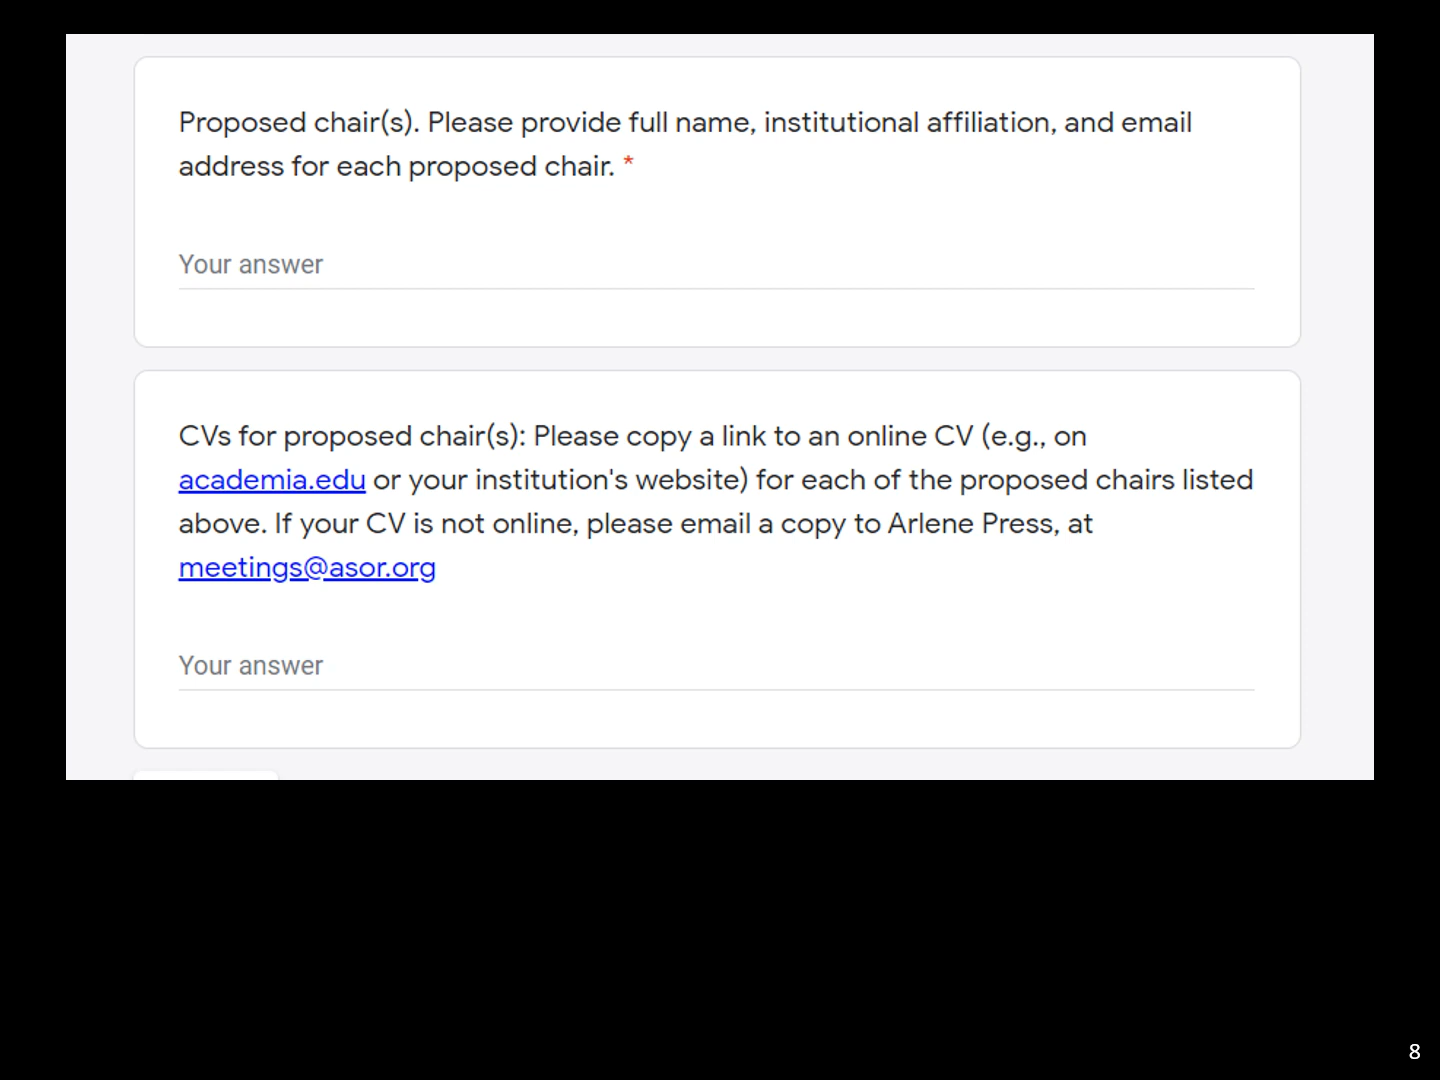 Proposed chair(s). Please provide full name, institutional affiliation, and email
address for each proposed chair. *
Your answer
CVs for proposed chair(s): Please copy a link to an online CV (e.g., on
academia.edu or your institution's website) for each of the proposed chairs listed
above. If your CV is not online, please email a copy to Arlene Press, at
meetings@asor.org
Your answer
8